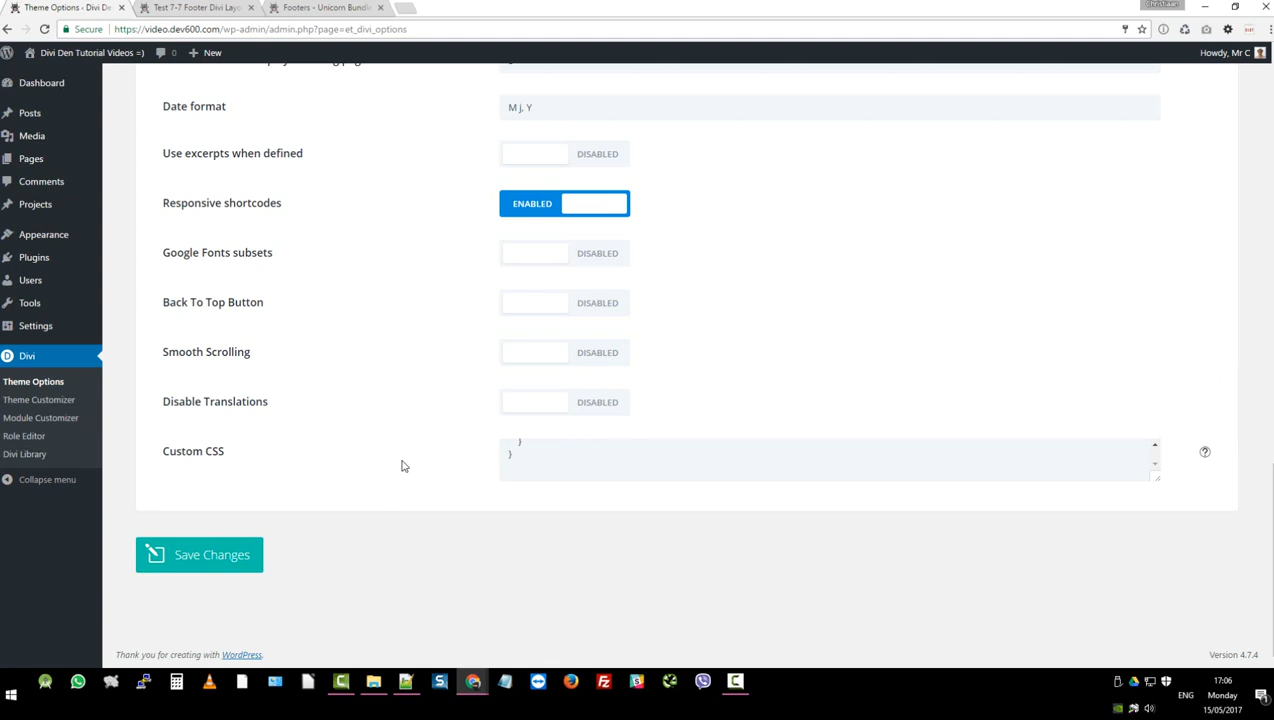 Theme Options - Divi De
Test 7-7 Footer Divi Layo
Footers - Unicorn Bundle
Christiaan
Secure
https://video.dev600.com/wp-admin/admin.php?page=et_divi_options
Divi Den Tutorial Videos =)
0
New
Howdy, Mr C
Dashboard
Posts
Media
Pages
Comments
Projects
Appearance
Plugins
Users
Tools
Settings
Divi
Theme Options
Theme Customizer
Module Customizer
Role Editor
Divi Library
Collapse menu
Date format
M j, Y
Use excerpts when defined
DISABLED
Responsive shortcodes
ENABLED
Google Fonts subsets
DISABLED
Back To Top Button
DISABLED
Smooth Scrolling
DISABLED
Disable Translations
DISABLED
Custom CSS
}
}
Save Changes
Thank you for creating with WordPress.
Version 4.7.4
17:06
ENG
Monday
15/05/2017